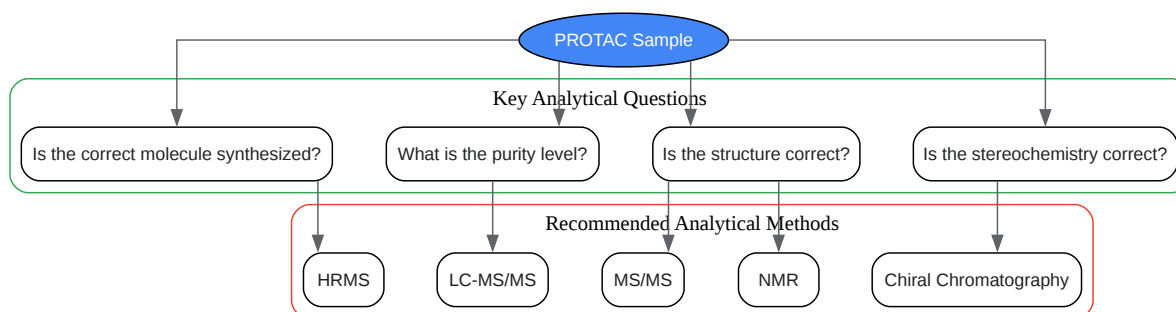 PROTAC Sample
Key Analytical Questions
Is the correct molecule synthesized?
What is the purity level?
Is the structure correct?
Is the stereochemistry correct?
Recommended Analytical Methods
HRMS
LC-MS/MS
MS/MS
NMR
Chiral Chromatography